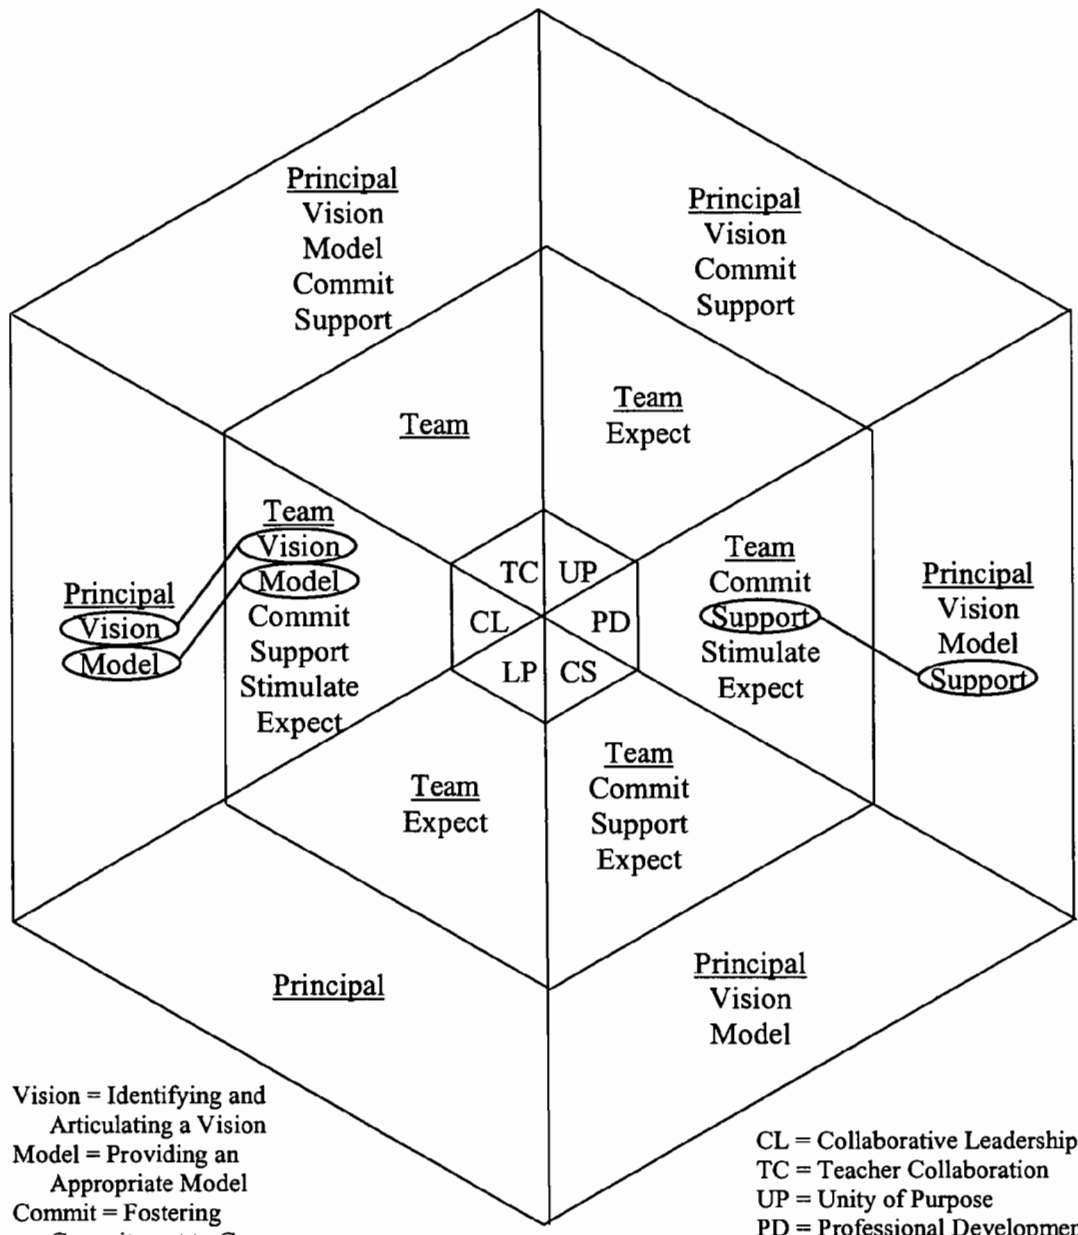 Principal
Vision
Model
Commit
Support
Principal
Vision
Commit
Support
Team
Team
Expect
Principal
Vision
Model
Team
Vision
Model
Commit
Support
Stimulate
Expect
TC UP
CL PD
LP CS
Team
Commit
Support
Stimulate
Expect
Principal
Vision
Model
Support
Team
Expect
Team
Commit
Support
Expect
Principal
Principal
Vision
Model
Vision = Identifying and
Articulating a Vision
Model = Providing an
Appropriate Model
Commit = Fostering
CL = Collaborative Leadership
TC = Teacher Collaboration
UP = Unity of Purpose
PD = Professional Developmen